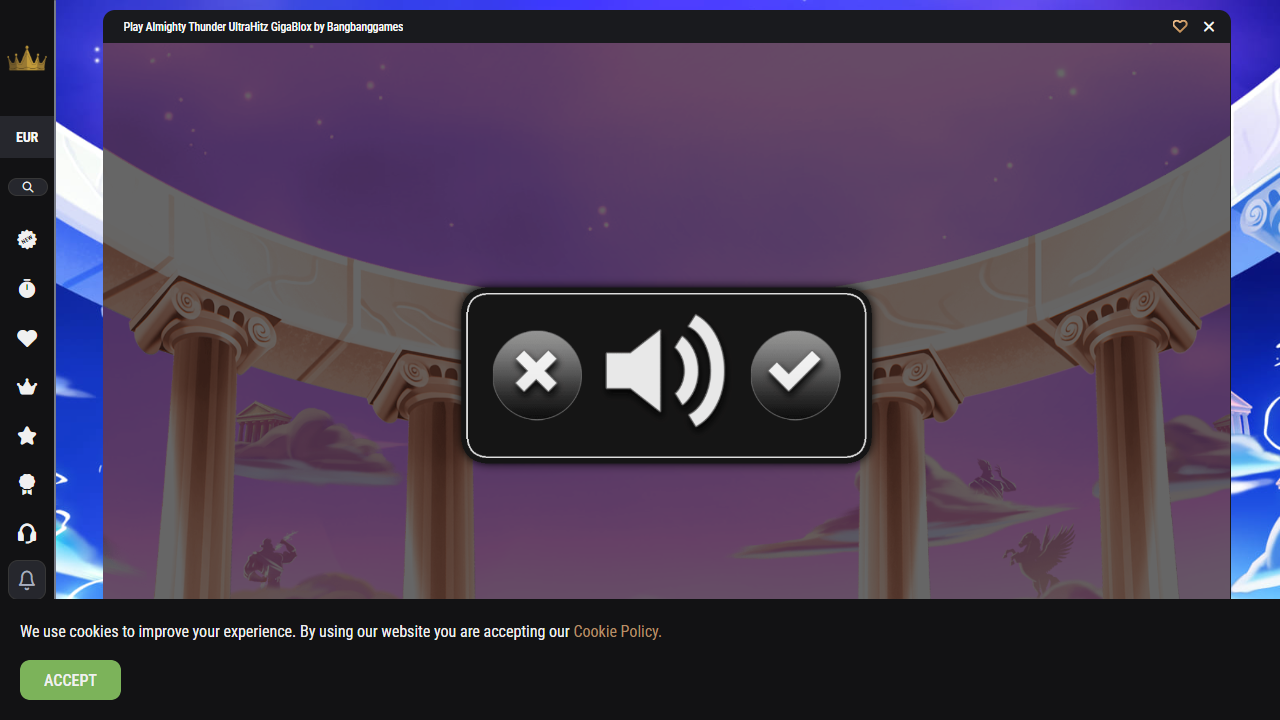 Play Almighty Thunder UltraHitz GigaBlox by Bangbanggames
EUR
NEW
We use cookies to improve your experience. By using our website you are accepting our Cookie Policy.
ACCEPT